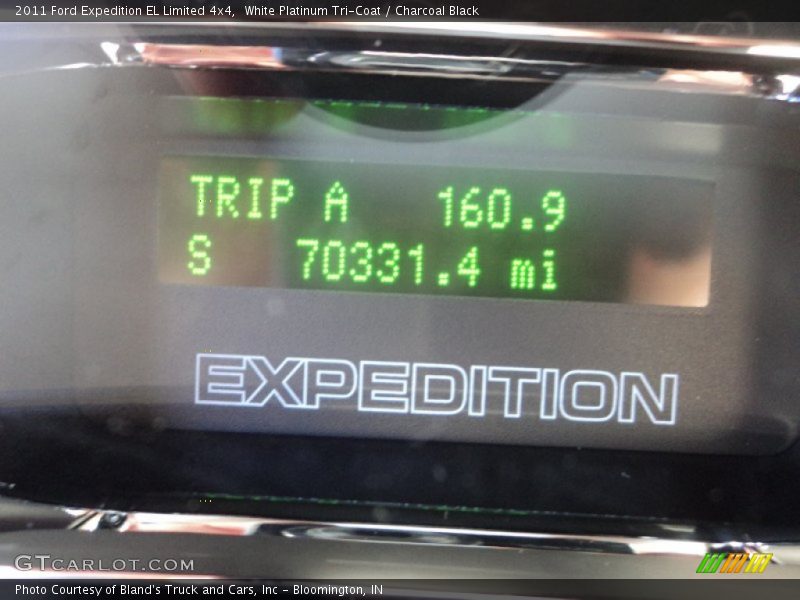 2011 Ford Expedition EL Limited 4x4, White Platinum Tri-Coat / Charcoal Black
TRIP A 160.9
S 70331.4 mi
EXPEDITION
GTCARLOT.COM
Photo Courtesy of Bland's Truck and Cars, Inc - Bloomington, IN